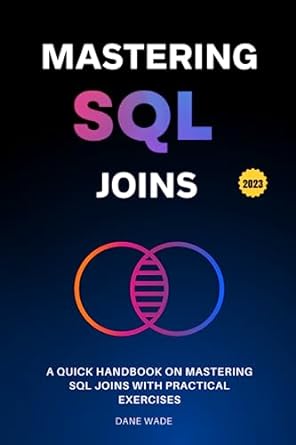 MASTERING
SQL
JOINS
2023
A QUICK HANDBOOK ON MASTERING
SQL JOINS WITH PRACTICAL
EXERCISES
DANE WADE